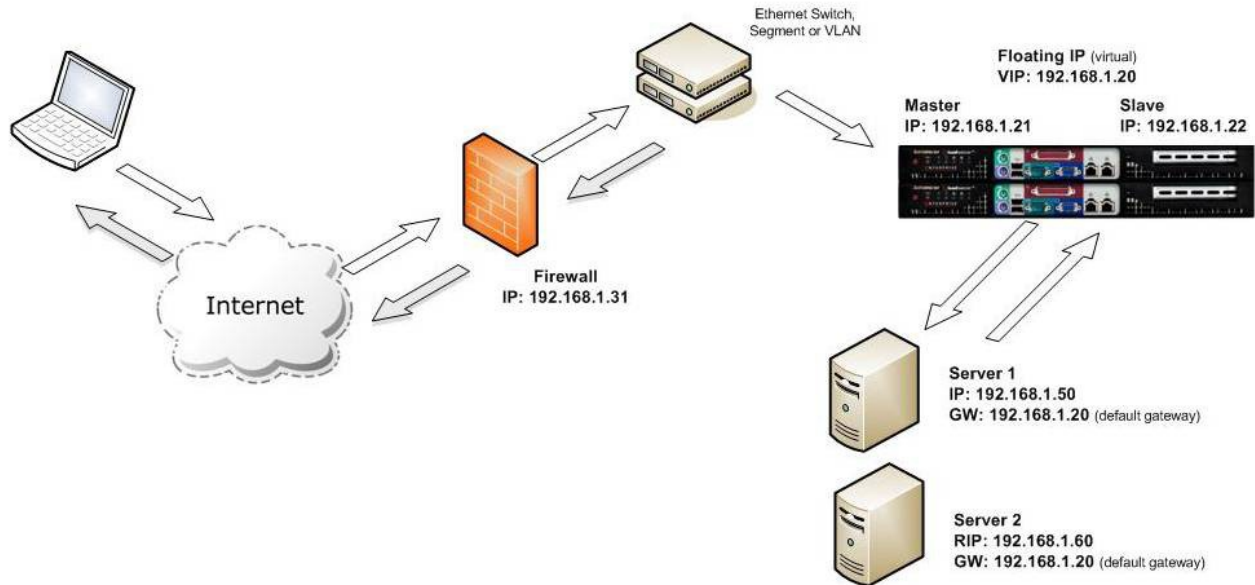 Ethernet Switch,
Segment or VLAN
Floating IP (virtual)
VIP: 192.168.1.20
Master
IP: 192.168.1.21
Slave
IP: 192.168.1.22
Internet
Firewall
IP: 192.168.1.31
Server 1
IP: 192.168.1.50
GW: 192.168.1.20 (default gateway)
Server 2
RIP: 192.168.1.60
GW: 192.168.1.20 (default gateway)